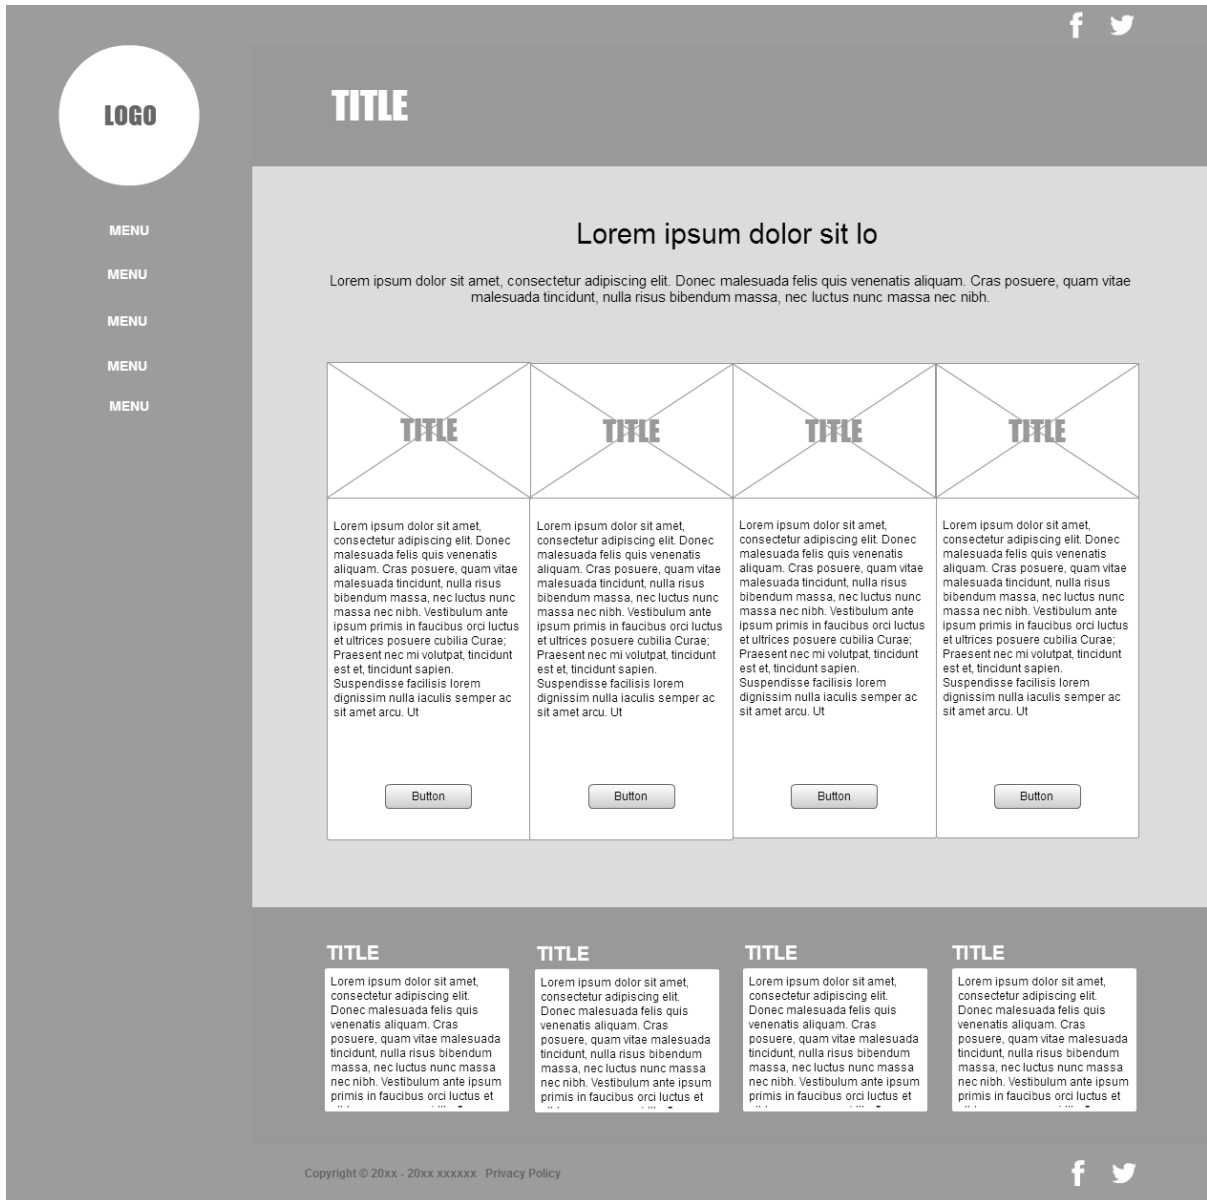 LOGO
MENU
MENU
MENU
MENU
MENU
TITLE
Lorem ipsum dolor sit lo
Lorem ipsum dolor sit amet, consectetur adipiscing elit. Donec malesuada felis quis venenatis aliquam. Cras posuere, quam vitae
malesuada tincidunt, nulla risus bibendum massa, nec luctus nunc massa nec nibh.
TITLE
Lorem ipsum dolor sit amet,
consectetur adipiscing elit. Donec
malesuada felis quis venenatis
aliquam. Cras posuere, quam vitae
malesuada tincidunt, nulla risus
bibendum massa, nec luctus nunc
massa nec nibh. Vestibulum ante
ipsum primis in faucibus orci luctus
et ultrices posuere cubilia Curae;
Praesent nec mi volutpat, tincidunt
est et, tincidunt sapien.
Suspendisse facilisis lorem
dignissim nulla iaculis semper ac
sit amet arcu. Ut
Button
TITLE
Lorem ipsum dolor sit amet,
consectetur adipiscing elit. Donec
malesuada felis quis venenatis
aliquam. Cras posuere, quam vitae
malesuada tincidunt, nulla risus
bibendum massa, nec luctus nunc
massa nec nibh. Vestibulum ante
ipsum primis in faucibus orci luctus
et ultrices posuere cubilia Curae;
Praesent nec mi volutpat, tincidunt
est et, tincidunt sapien.
Suspendisse facilisis lorem
dignissim nulla iaculis semper ac
sit amet arcu. Ut
Button
TITLE
Lorem ipsum dolor sit amet,
consectetur adipiscing elit. Donec
malesuada felis quis venenatis
aliquam. Cras posuere, quam vitae
malesuada tincidunt, nulla risus
bibendum massa, nec luctus nunc
massa nec nibh. Vestibulum ante
ipsum primis in faucibus orci luctus
et ultrices posuere cubilia Curae;
Praesent nec mi volutpat, tincidunt
est et, tincidunt sapien.
Suspendisse facilisis lorem
dignissim nulla iaculis semper ac
sit amet arcu. Ut
Button
TITLE
Lorem ipsum dolor sit amet,
consectetur adipiscing elit. Donec
malesuada felis quis venenatis
aliquam. Cras posuere, quam vitae
malesuada tincidunt, nulla risus
bibendum massa, nec luctus nunc
massa nec nibh. Vestibulum ante
ipsum primis in faucibus orci luctus
et ultrices posuere cubilia Curae;
Praesent nec mi volutpat, tincidunt
est et, tincidunt sapien.
Suspendisse facilisis lorem
dignissim nulla iaculis semper ac
sit amet arcu. Ut
Button
TITLE
Lorem ipsum dolor sit amet,
consectetur adipiscing elit.
Donec malesuada felis quis
venenatis aliquam. Cras
posuere, quam vitae malesuada
tincidunt, nulla risus bibendum
massa, nec luctus nunc massa
nec nibh. Vestibulum ante ipsum
primis in faucibus orci luctus et
TITLE
Lorem ipsum dolor sit amet,
consectetur adipiscing elit.
Donec malesuada felis quis
venenatis aliquam. Cras
posuere, quam vitae malesuada
tincidunt, nulla risus bibendum
massa, nec luctus nunc massa
nec nibh. Vestibulum ante ipsum
primis in faucibus orci luctus et
TITLE
Lorem ipsum dolor sit amet,
consectetur adipiscing elit.
Donec malesuada felis quis
venenatis aliquam. Cras
posuere, quam vitae malesuada
tincidunt, nulla risus bibendum
massa, nec luctus nunc massa
nec nibh. Vestibulum ante ipsum
primis in faucibus orci luctus et
TITLE
Lorem ipsum dolor sit amet,
consectetur adipiscing elit.
Donec malesuada felis quis
venenatis aliquam. Cras
posuere, quam vitae malesuada
tincidunt, nulla risus bibendum
massa, nec luctus nunc massa
nec nibh. Vestibulum ante ipsum
primis in faucibus orci luctus et
Copyright © 20xx - 20xx xxxxxx Privacy Policy